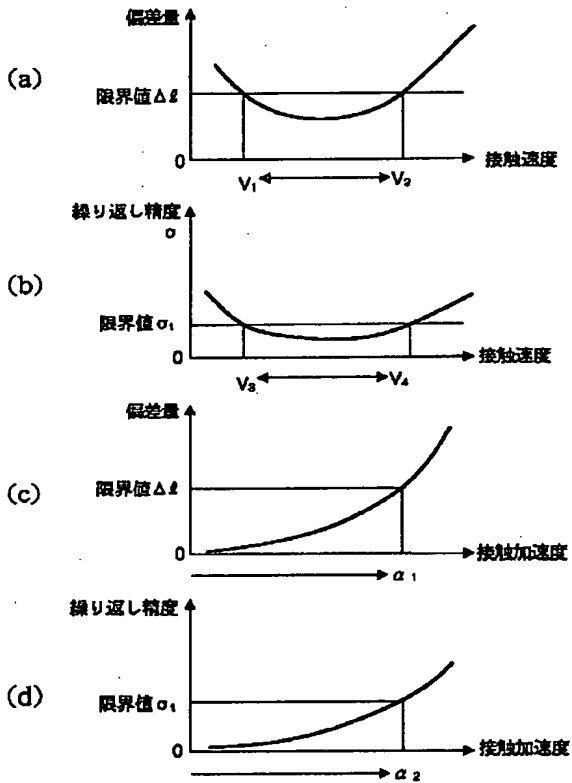 (a)
偏差量
限界値Δℓ
0
接触速度
V₁
V₂
(b)
繰り返し精度
σ
限界値σ₁
0
接触速度
V₃
V₄
(c)
偏差量
限界値Δℓ
0
接触加速度
α₁
(d)
繰り返し精度
限界値σ₁
0
接触加速度
α₂